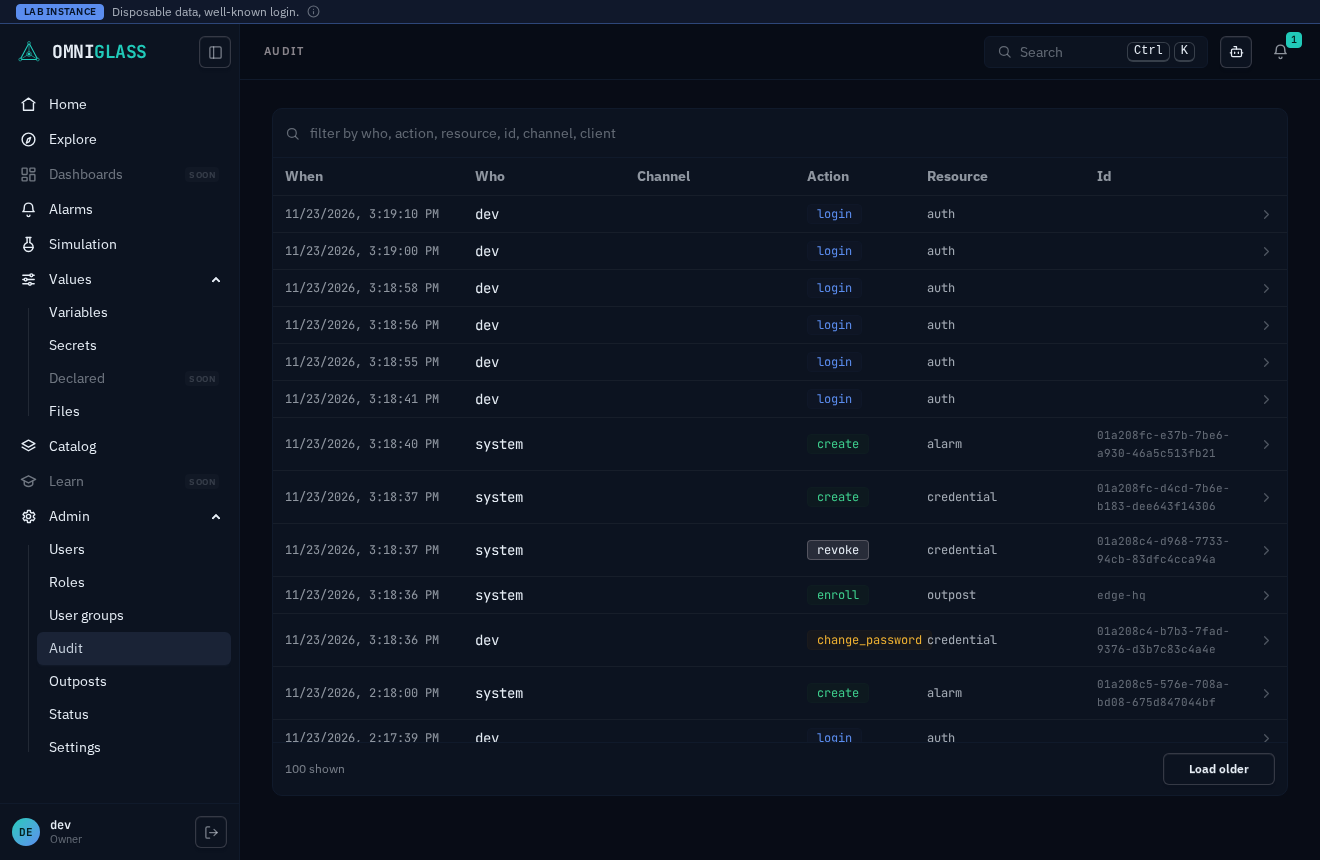 LAB INSTANCE Disposable data, well-known login.
OMNIGLASS
AUDIT
Search Ctrl K
1
Home
Explore
Dashboards SOON
Alarms
Simulation
Values
Variables
Secrets
Declared SOON
Files
Catalog
Learn SOON
Admin
Users
Roles
User groups
Audit
Outposts
Status
Settings
DE dev
Owner
filter by who, action, resource, id, channel, client
When Who Channel Action Resource Id
11/23/2026, 3:19:10 PM dev login auth
11/23/2026, 3:19:00 PM dev login auth
11/23/2026, 3:18:58 PM dev login auth
11/23/2026, 3:18:56 PM dev login auth
11/23/2026, 3:18:55 PM dev login auth
11/23/2026, 3:18:41 PM dev login auth
11/23/2026, 3:18:40 PM system create alarm 01a208fc-e37b-7be6-
a930-46a5c513fb21
11/23/2026, 3:18:37 PM system create credential 01a208fc-d4cd-7b6e-
b183-dee643f14306
11/23/2026, 3:18:37 PM system revoke credential 01a208c4-d968-7733-
94cb-83dfc4cca94a
11/23/2026, 3:18:36 PM system enroll outpost edge-hq
11/23/2026, 3:18:36 PM dev change_password credential 01a208c4-b7b3-7fad-
9376-d3b7c83c4a4e
11/23/2026, 2:18:00 PM system create alarm 01a208c5-576e-708a-
bd08-675d847044bf
11/23/2026, 2:17:39 PM dev login auth
100 shown Load older